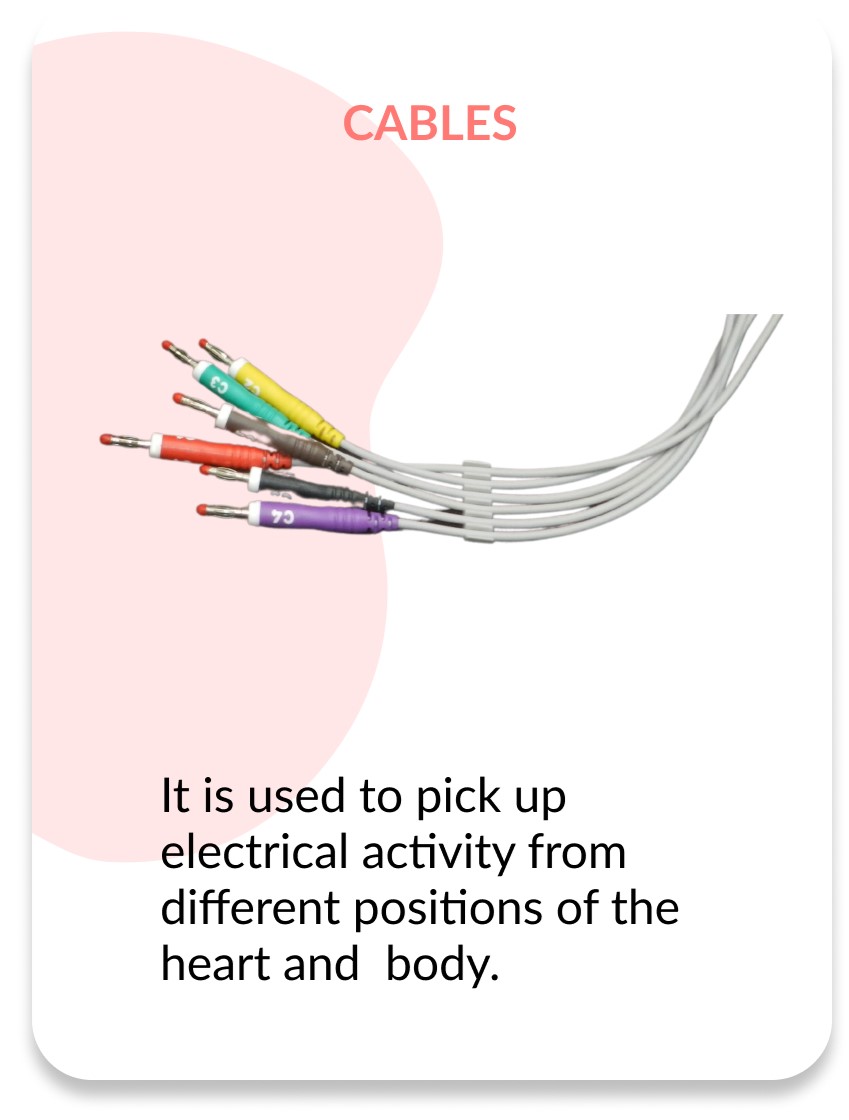 CABLES
C3
C2
C4
It is used to pick up
electrical activity from
different positions of the
heart and  body.